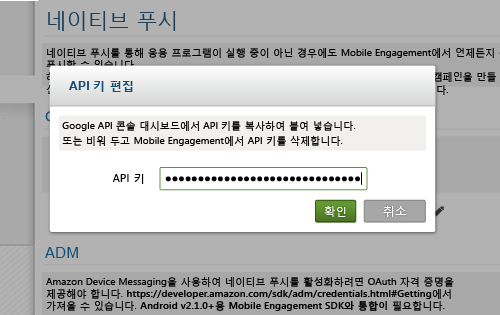 네이티브 푸시
네이티브 푸시를 통해 응용 프로그램이 실행 중이 아닌 경우에도 Mobile Engagement에서 언제든지
푸시할 수 있습니다.
캠페인을 만들
API 키 편집
Google API 콘솔 대시보드에서 API 키를 복사하여 붙여 넣습니다.
또는 비워 두고 Mobile Engagement에서 API 키를 삭제합니다.
API 키 ●●●●●●●●●●●●●●●●●●●●●●●●●●●●●●
확인 취소
ADM
Amazon Device Messaging을 사용하여 네이티브 푸시를 활성화하려면 OAuth 자격 증명을
제공해야 합니다. https://developer.amazon.com/sdk/adm/credentials.html#Getting에서
가져올 수 있습니다. Android v2.1.0+용 Mobile Engagement SDK와 통합이 필요합니다.